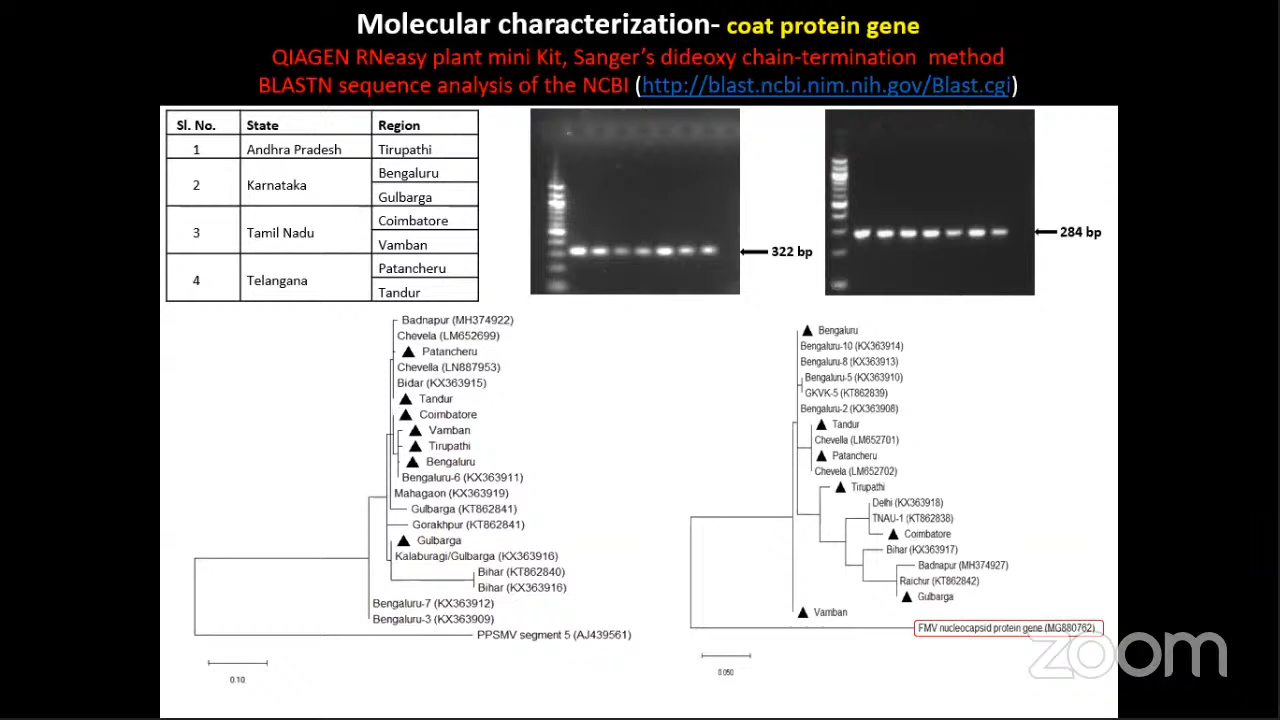 Molecular characterization- coat protein gene
QIAGEN RNeasy plant mini Kit, Sanger's dideoxy chain-termination method
BLASTN sequence analysis of the NCBI (http://blast.ncbi.nim.nih.gov/Blast.cgi)
Sl. No. State Region
1 Andhra Pradesh Tirupathi
2 Karnataka Bengaluru
Gulbarga
3 Tamil Nadu Coimbatore
Vamban
4 Telangana Patancheru
Tandur
322 bp
284 bp
Badnapur (MH374922)
Chevela (LM652699)
Patancheru
Chevella (LN887953)
Bidar (KX363915)
Tandur
Coimbatore
Vamban
Tirupathi
Bengaluru
Bengaluru-6 (KX363911)
Mahagaon (KX363919)
Gulbarga (KT862841)
Gorakhpur (KT862841)
Gulbarga
Kalaburagi/Gulbarga (KX363916)
Bihar (KT862840)
Bihar (KX363916)
Bengaluru-7 (KX363912)
Bengaluru-3 (KX363909)
PPSMV segment 5 (AJ439561)
0.10
Bengaluru
Bengaluru-10 (KX363914)
Bengaluru-8 (KX363913)
Bengaluru-5 (KX363910)
GKVK-5 (KT862839)
Bengaluru-2 (KX363908)
Tandur
Chevella (LM652701)
Patancheru
Chevela (LM652702)
Tirupathi
Delhi (KX363918)
TNAU-1 (KT862838)
Coimbatore
Bihar (KX363917)
Badnapur (MH374927)
Raichur (KT862842)
Gulbarga
Vamban
FMV nucleocapsid protein gene (MG880762)
0.050
zoom